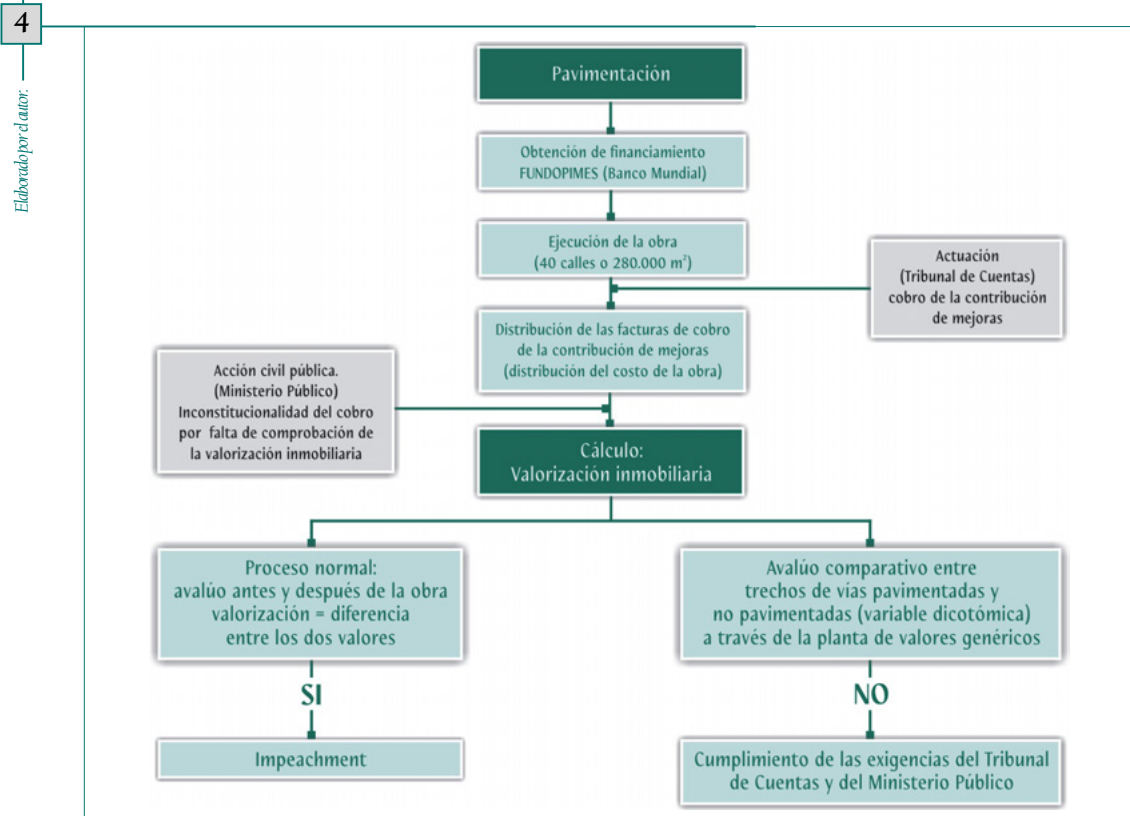 4
Elaborado por el autor.
Pavimentación
Obtención de financiamiento
FUNDOPIMES (Banco Mundial)
Ejecución de la obra
(40 calles o 280.000 m²)
Actuación
(Tribunal de Cuentas)
cobro de la contribución
de mejoras
Distribución de las facturas de cobro
de la contribución de mejoras
(distribución del costo de la obra)
Acción civil pública.
(Ministerio Público)
Inconstitucionalidad del cobro
por falta de comprobación de
la valorización inmobiliaria
Cálculo:
Valorización inmobiliaria
Proceso normal:
avalúo antes y después de la obra
valorización = diferencia
entre los dos valores
Avalúo comparativo entre
trechos de vías pavimentadas y
no pavimentadas (variable dicotómica)
a través de la planta de valores genéricos
SI
NO
Impeachment
Cumplimiento de las exigencias del Tribunal
de Cuentas y del Ministerio Público